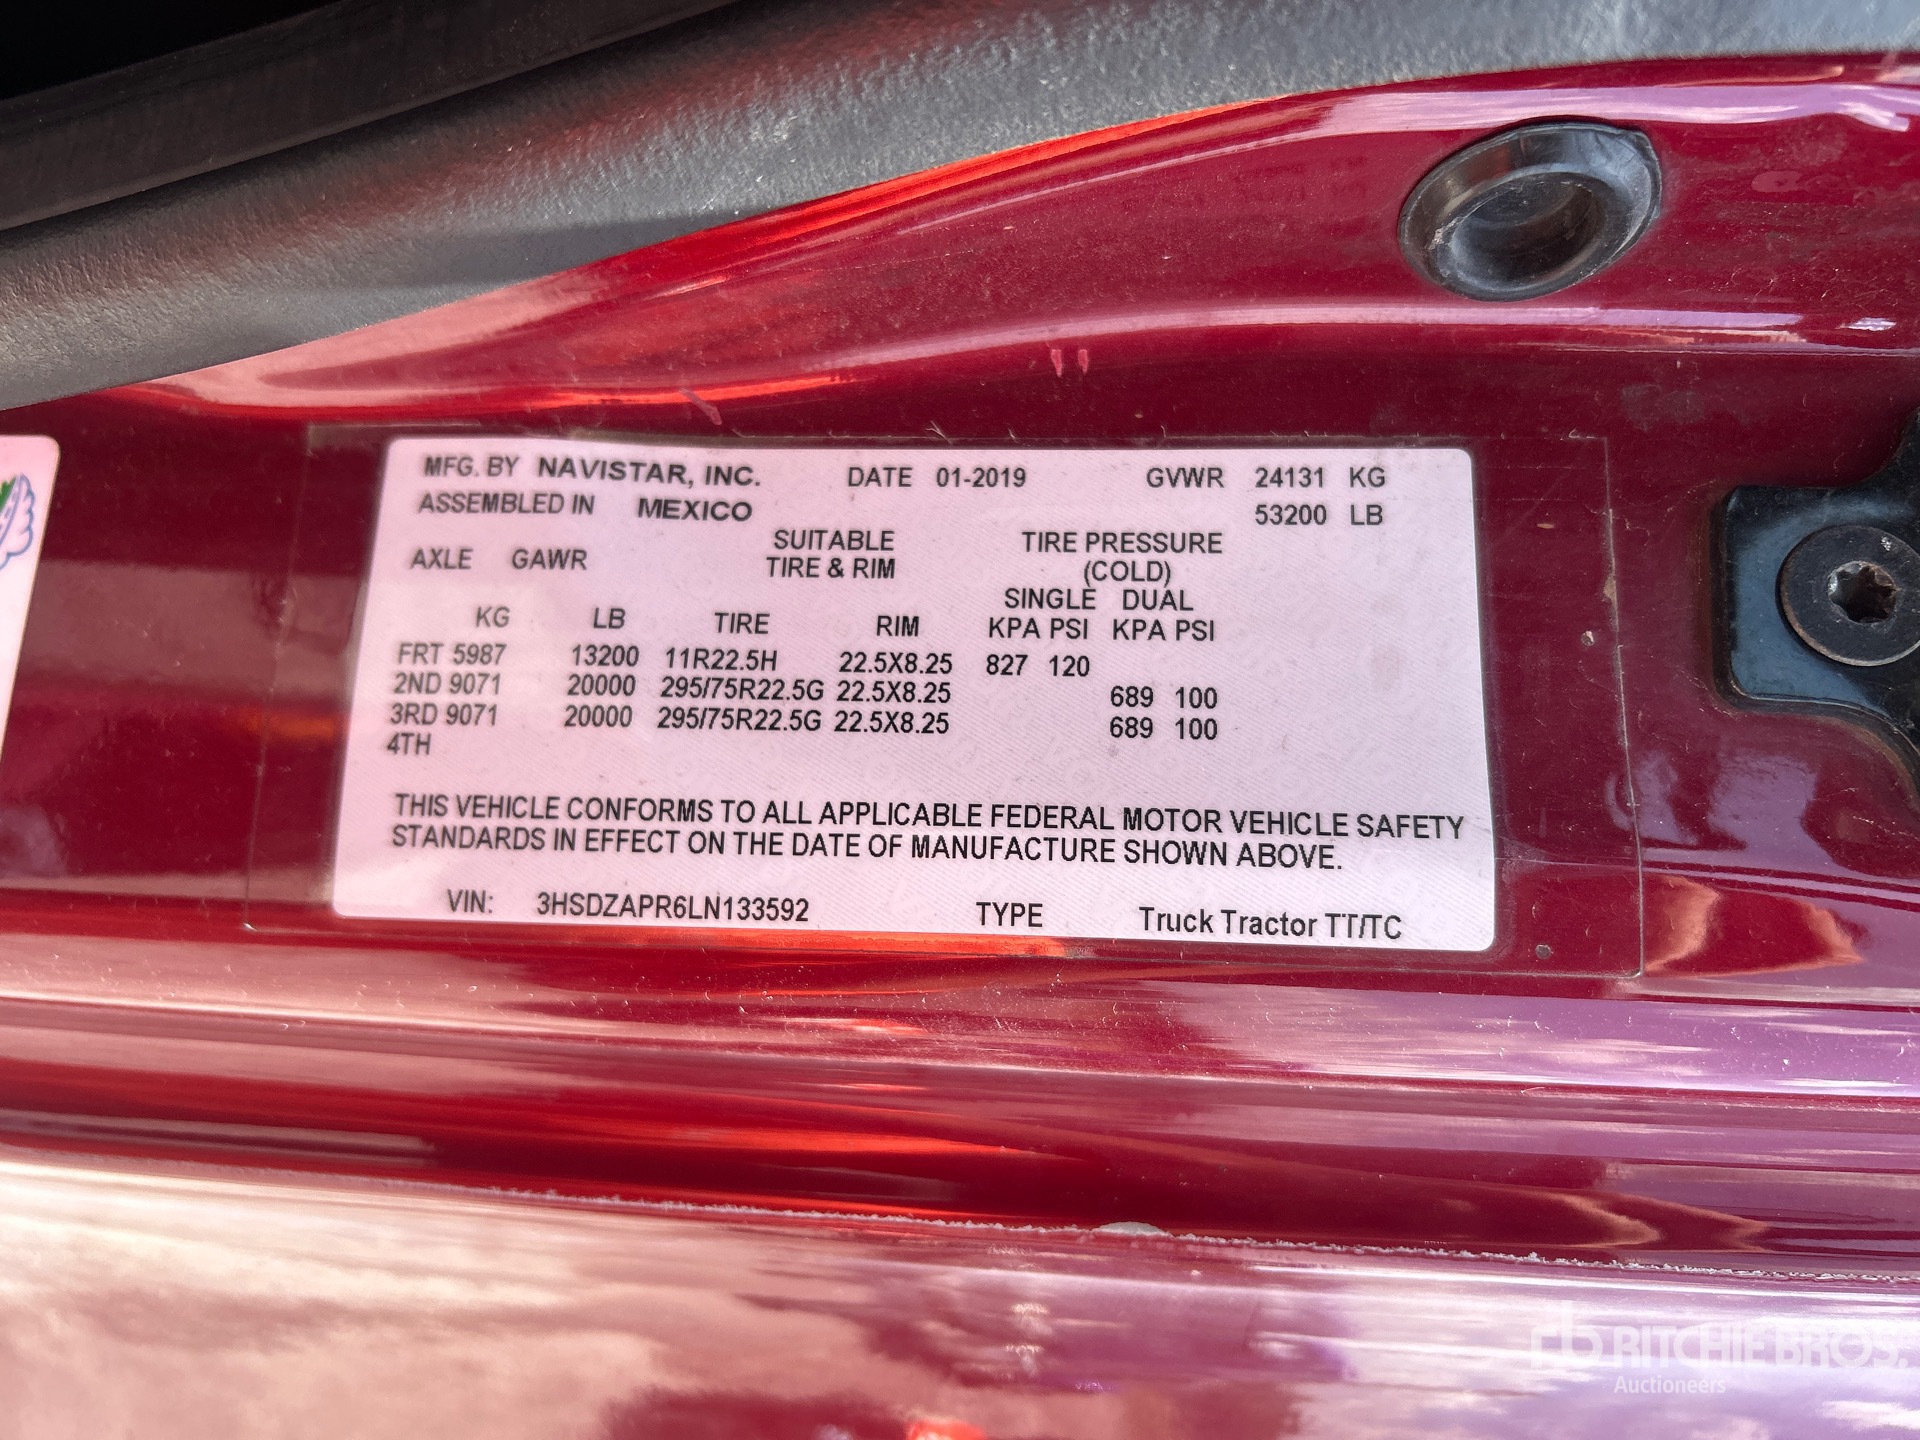 MFG. BY NAVISTAR, INC. DATE 01-2019 GVWR 24131 KG
ASSEMBLED IN MEXICO 53200 LB
AXLE GAWR SUITABLE TIRE PRESSURE
TIRE & RIM (COLD)
SINGLE DUAL
KG LB TIRE RIM KPA PSI KPA PSI
FRT 5987 13200 11R22.5H 22.5X8.25 827 120
2ND 9071 20000 295/75R22.5G 22.5X8.25 689 100
3RD 9071 20000 295/75R22.5G 22.5X8.25 689 100
4TH
THIS VEHICLE CONFORMS TO ALL APPLICABLE FEDERAL MOTOR VEHICLE SAFETY
STANDARDS IN EFFECT ON THE DATE OF MANUFACTURE SHOWN ABOVE.
VIN: 3HSDZAPR6LN133592 TYPE Truck Tractor TT/TC
rb RITCHIE BROS.
Auctioneers